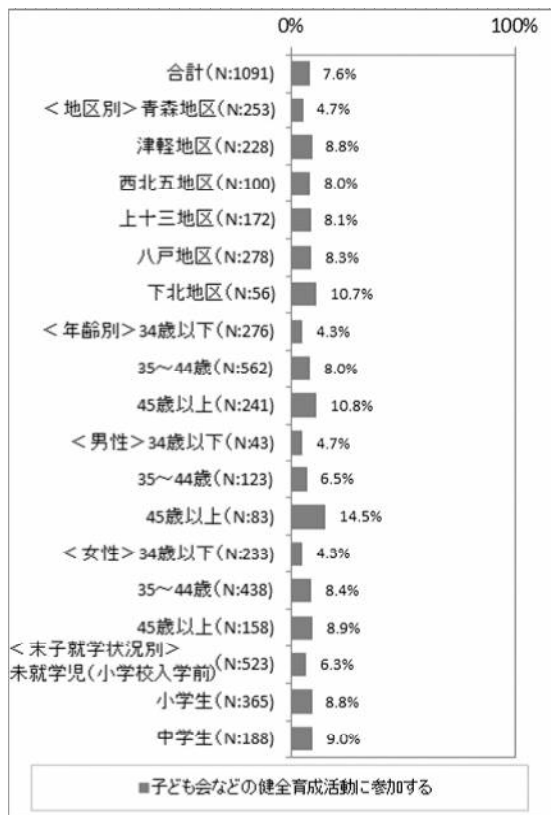 0% 100%
合計(N:1091) 7.6%
＜地区別＞青森地区(N:253) 4.7%
津軽地区(N:228) 8.8%
西北五地区(N:100) 8.0%
上十三地区(N:172) 8.1%
八戸地区(N:278) 8.3%
下北地区(N:56) 10.7%
＜年齢別＞34歳以下(N:276) 4.3%
35～44歳(N:562) 8.0%
45歳以上(N:241) 10.8%
＜男性＞34歳以下(N:43) 4.7%
35～44歳(N:123) 6.5%
45歳以上(N:83) 14.5%
＜女性＞34歳以下(N:233) 4.3%
35～44歳(N:438) 8.4%
45歳以上(N:158) 8.9%
＜末子就学状況別＞
未就学児(小学校入学前) (N:523) 6.3%
小学生(N:365) 8.8%
中学生(N:188) 9.0%
■子ども会などの健全育成活動に参加する